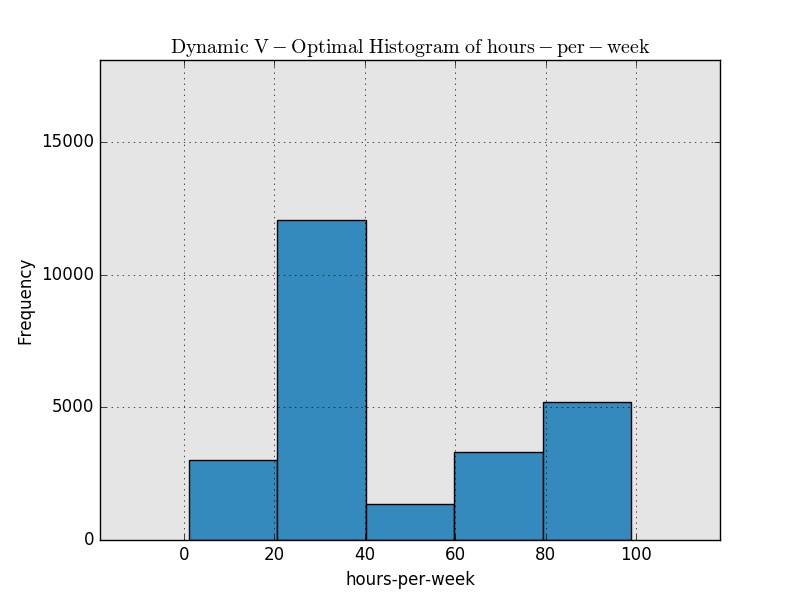 Dynamic V − Optimal Histogram of hours − per − week
15000
10000
5000
0
Frequency
0 20 40 60 80 100
hours-per-week